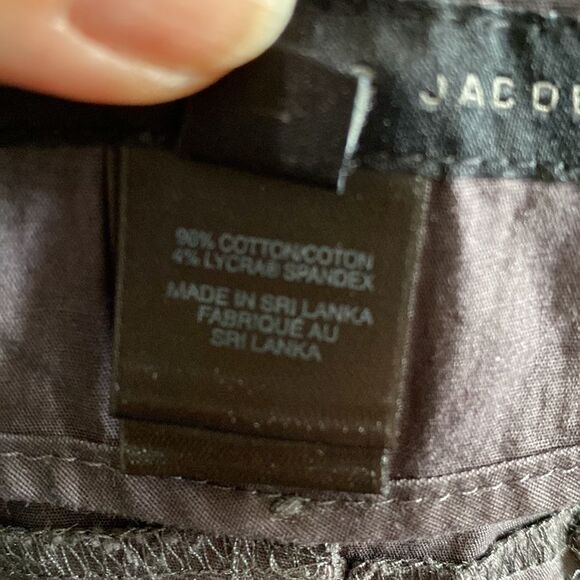 JACOB
96% COTTON/COTON
4% LYCRA® SPANDEX
MADE IN SRI LANKA
FABRIQUÉ AU
SRI LANKA